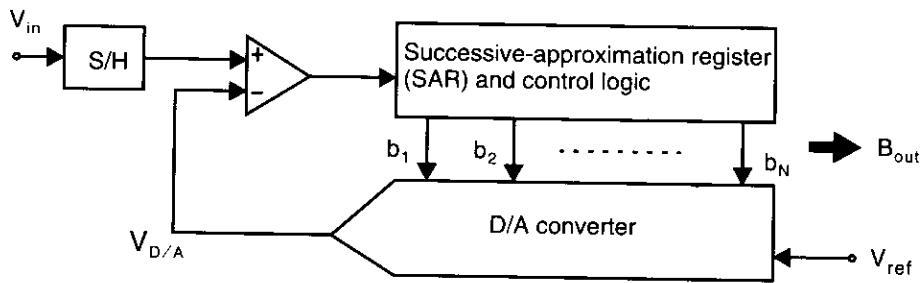 V_in
S/H
+
−
Successive-approximation register
(SAR) and control logic
b_1
b_2
.........
b_N
B_out
D/A converter
V_D/A
V_ref